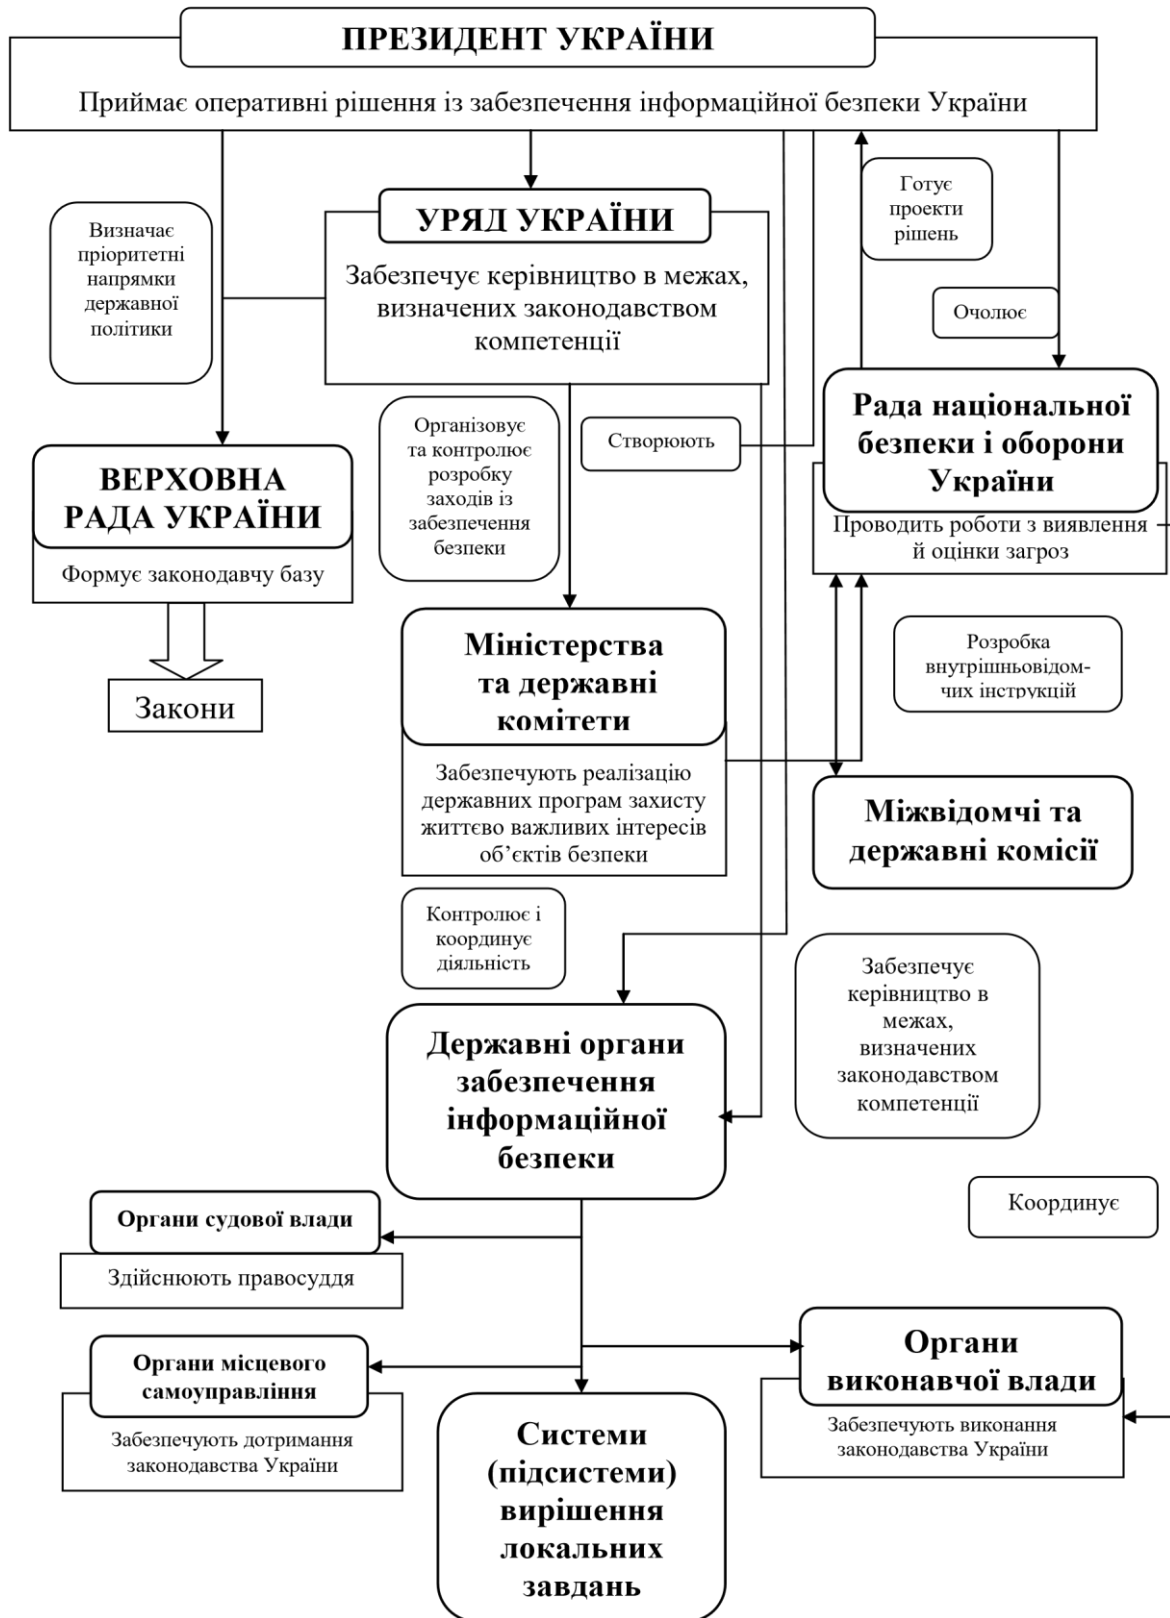 ПРЕЗИДЕНТ УКРАЇНИ
Приймає оперативні рішення із забезпечення інформаційної безпеки України
Готує
проекти
рішень
Визначає
пріоритетні
напрямки
державної
політики
УРЯД УКРАЇНИ
Забезпечує керівництво в межах,
визначених законодавством
компетенції
Очолює
Організовує
та контролює
розробку
заходів із
забезпечення
безпеки
Створюють
Рада національної
безпеки і оборони
України
Проводить роботи з виявлення
й оцінки загроз
ВЕРХОВНА
РАДА УКРАЇНИ
Формує законодавчу базу
Закони
Міністерства
та державні
комітети
Забезпечують реалізацію
державних програм захисту
життєво важливих інтересів
об’єктів безпеки
Розробка
внутрішньовідом-
чих інструкцій
Міжвідомчі та
державні комісії
Контролює і
координує
діяльність
Забезпечує
керівництво в
межах,
визначених
законодавством
компетенції
Державні органи
забезпечення
інформаційної
безпеки
Координує
Органи судової влади
Здійснюють правосуддя
Органи місцевого
самоуправління
Забезпечують дотримання
законодавства України
Органи
виконавчої влади
Забезпечують виконання
законодавства України
Системи
(підсистеми)
вирішення
локальних
завдань